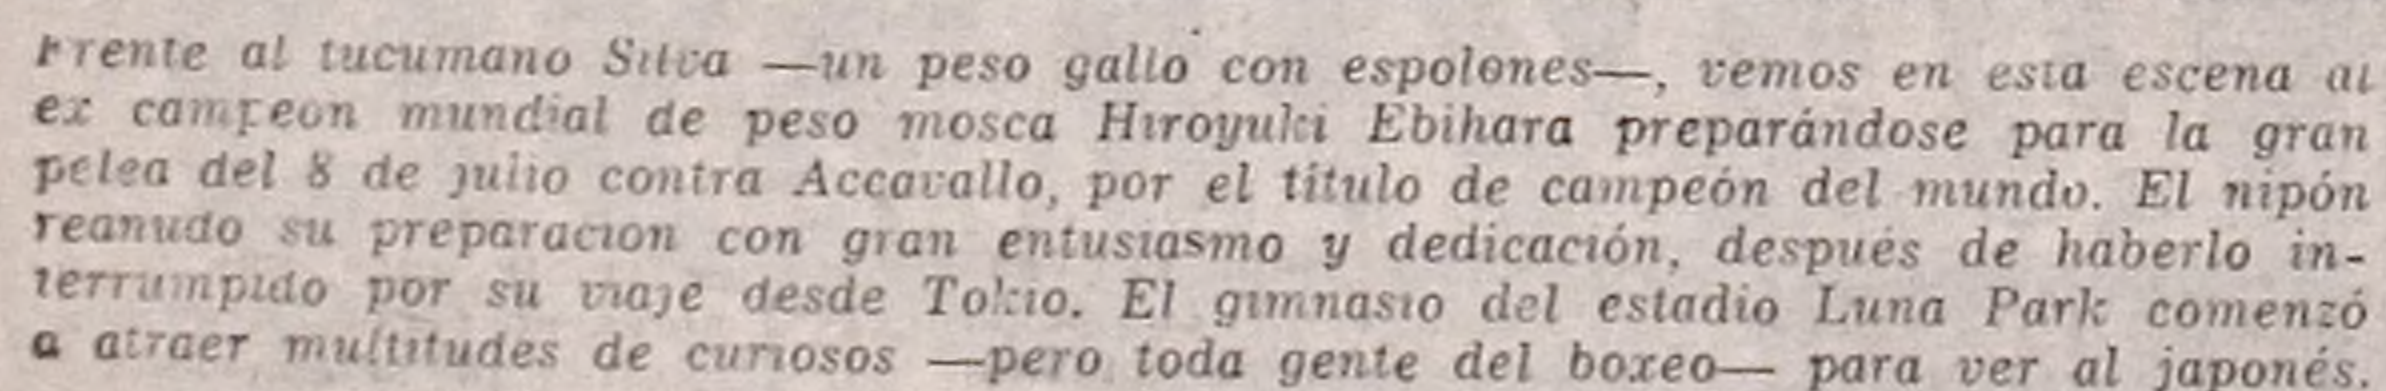 Frente al tucumano Silva —un peso gallo con espolones—, vemos en esta escena al
ex campeon mundial de peso mosca Hiroyuki Ebihara preparándose para la gran
pelea del 8 de julio contra Accavallo, por el título de campeón del mundo. El nipón
reanudo su preparacion con gran entusiasmo y dedicación, después de haberlo in-
terrumpido por su viaje desde Tokio. El gimnasio del estadio Luna Park comenzó
a atraer multitudes de curiosos —pero toda gente del boxeo— para ver al japonés.